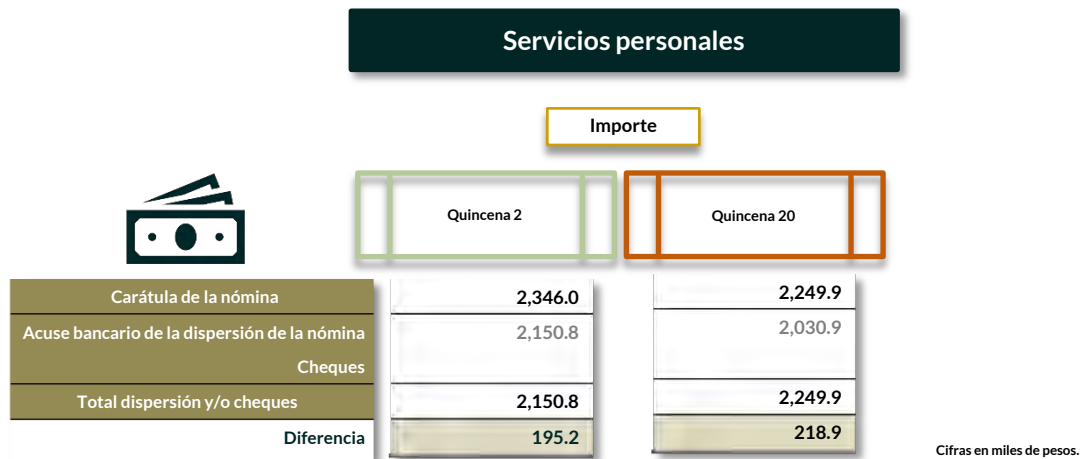 Servicios personales
Importe
Quincena 2 Quincena 20
Carátula de la nómina 2,346.0 2,249.9
Acuse bancario de la dispersión de la nómina 2,150.8 2,030.9
Cheques
Total dispersión y/o cheques 2,150.8 2,249.9
Diferencia 195.2 218.9
Cifras en miles de pesos.